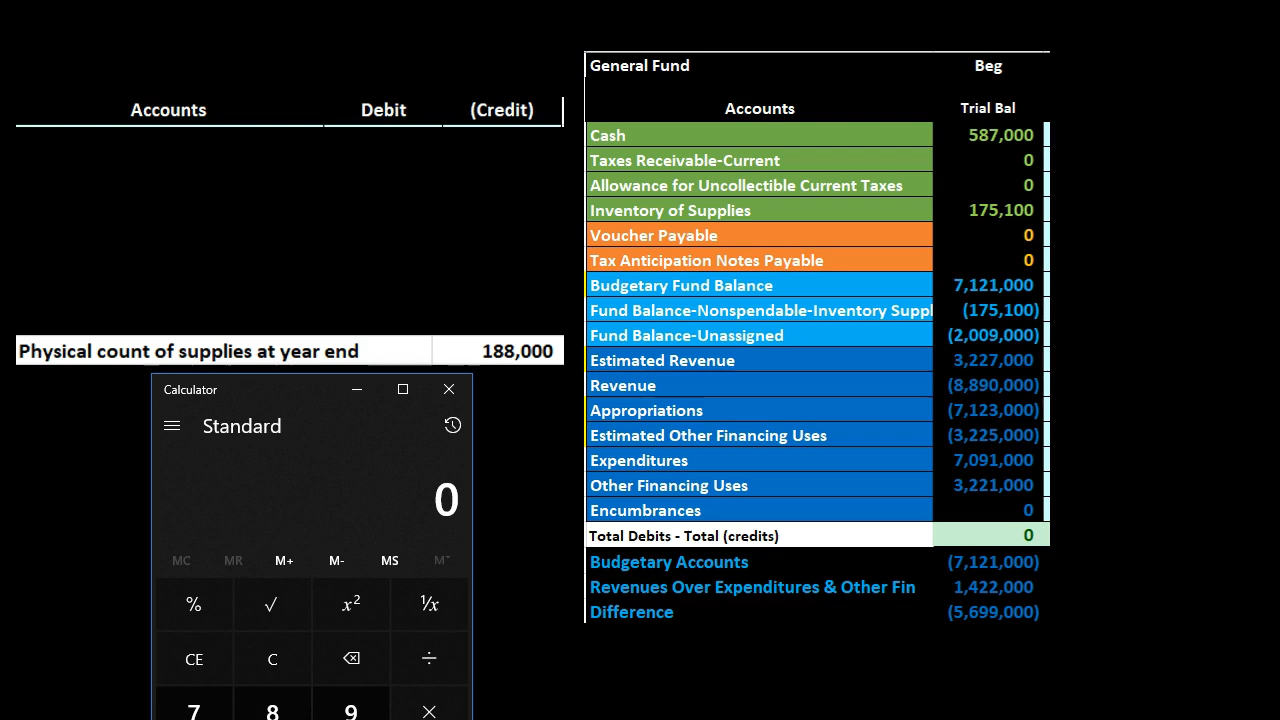 Accounts Debit (Credit)
Physical count of supplies at year end 188,000
Calculator
Standard
0
MC MR M+ M- MS M˅
% √ x² ¹/x
CE C ⌫ ÷
7 8 9 ×
General Fund Beg
Accounts Trial Bal
Cash 587,000
Taxes Receivable-Current 0
Allowance for Uncollectible Current Taxes 0
Inventory of Supplies 175,100
Voucher Payable 0
Tax Anticipation Notes Payable 0
Budgetary Fund Balance 7,121,000
Fund Balance-Nonspendable-Inventory Suppl (175,100)
Fund Balance-Unassigned (2,009,000)
Estimated Revenue 3,227,000
Revenue (8,890,000)
Appropriations (7,123,000)
Estimated Other Financing Uses (3,225,000)
Expenditures 7,091,000
Other Financing Uses 3,221,000
Encumbrances 0
Total Debits - Total (credits) 0
Budgetary Accounts (7,121,000)
Revenues Over Expenditures & Other Fin 1,422,000
Difference (5,699,000)